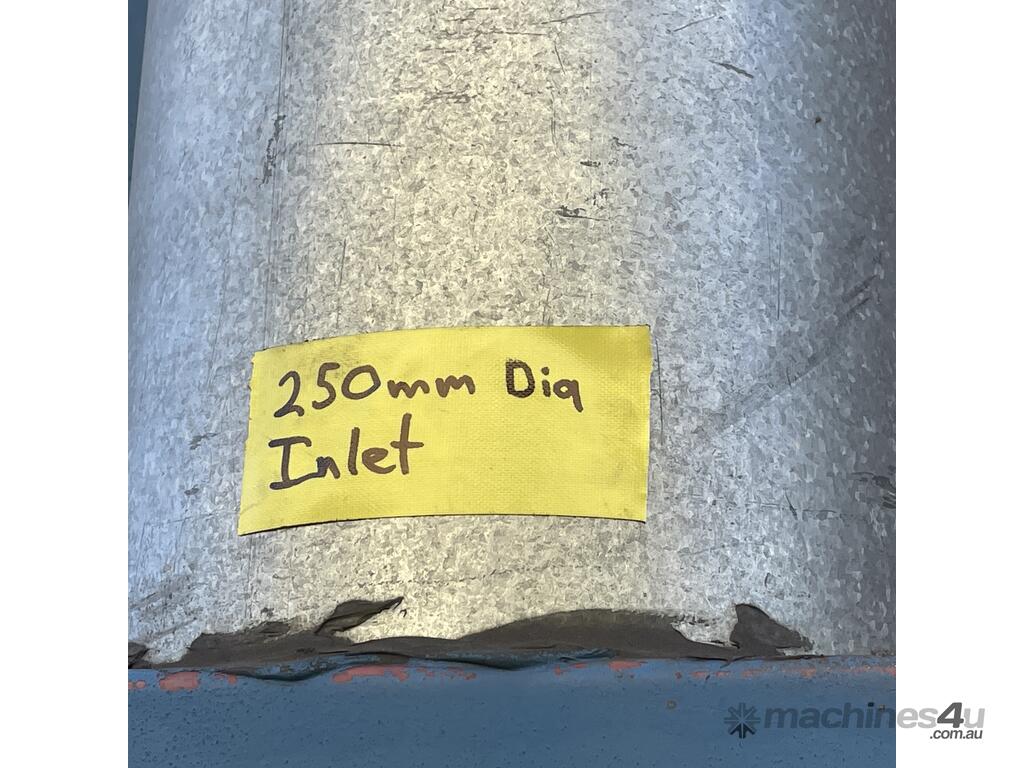 250mm Dia
Inlet
machines4u
.com.au